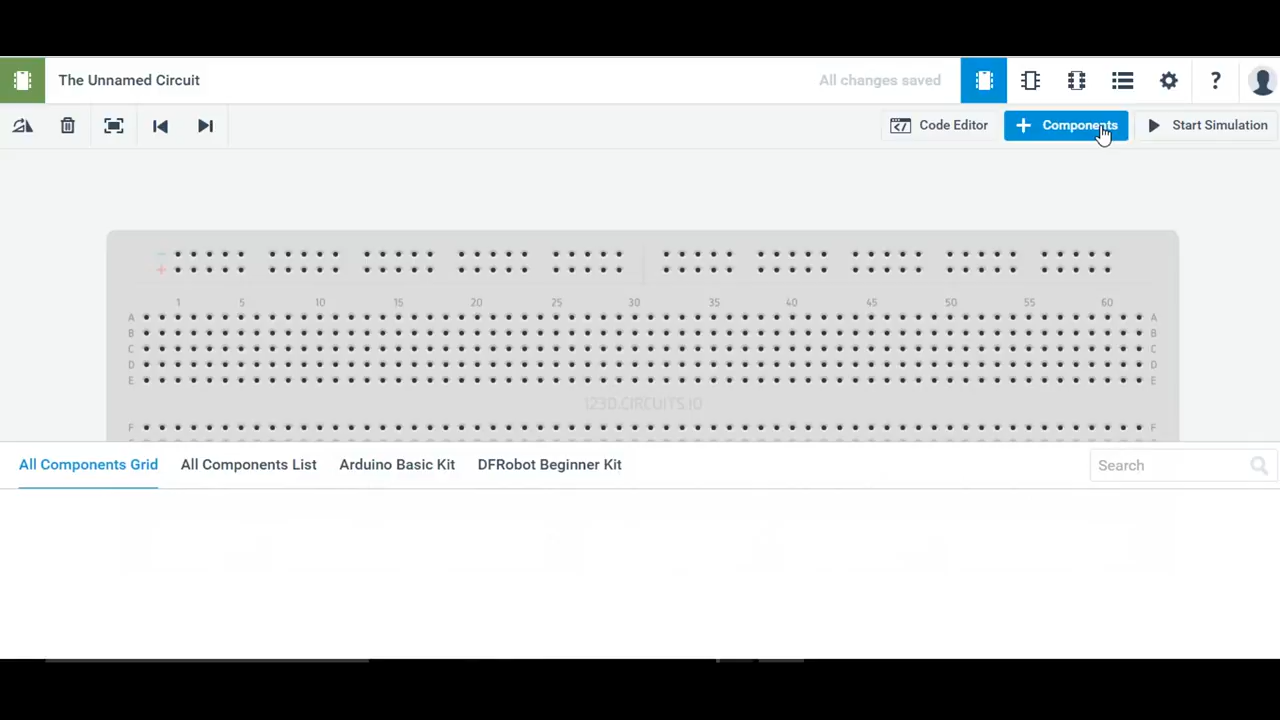 The Unnamed Circuit All changes saved ?
Code Editor + Components Start Simulation
−
+
1 5 10 15 20 25 30 35 40 45 50 55 60
A A
B B
C C
D D
E E
123D.CIRCUITS.IO
F F
All Components Grid All Components List Arduino Basic Kit DFRobot Beginner Kit Search